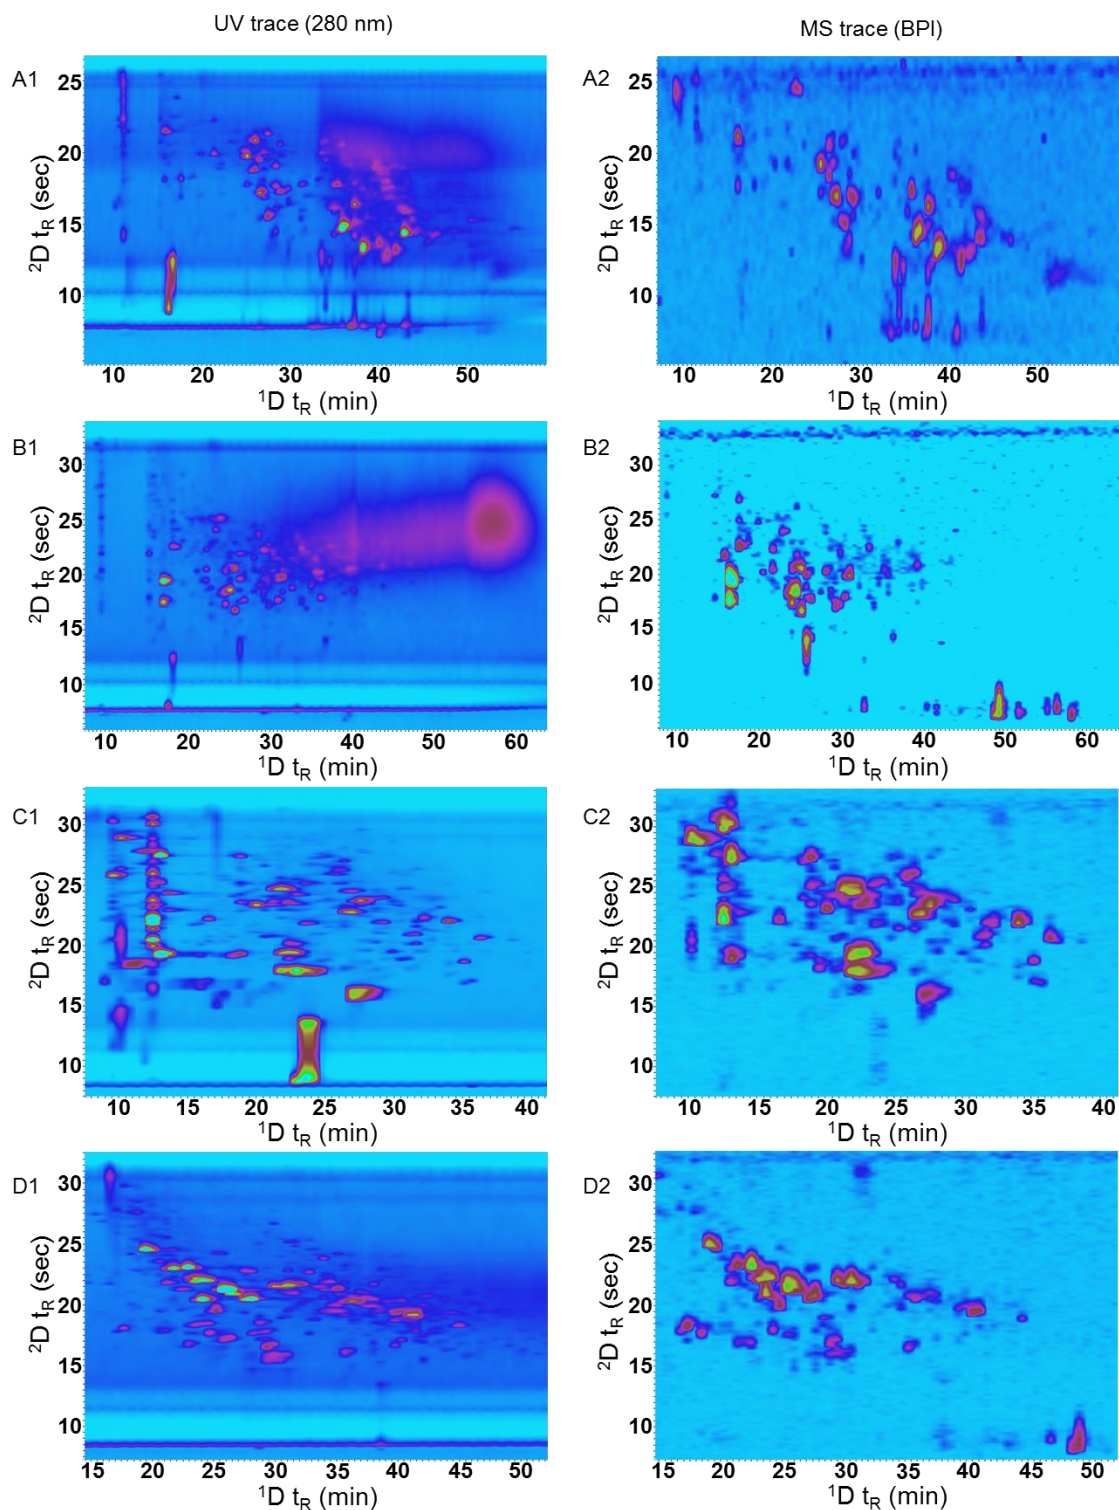 UV trace (280 nm)
MS trace (BPI)
A1
25
20
15
10
²D tR (sec)
10 20 30 40 50
¹D tR (min)
A2
25
20
15
10
²D tR (sec)
10 20 30 40 50
¹D tR (min)
B1
30
25
20
15
10
²D tR (sec)
10 20 30 40 50 60
¹D tR (min)
B2
30
25
20
15
10
²D tR (sec)
10 20 30 40 50 60
¹D tR (min)
C1
30
25
20
15
10
²D tR (sec)
10 15 20 25 30 35 40
¹D tR (min)
C2
30
25
20
15
10
²D tR (sec)
10 15 20 25 30 35 40
¹D tR (min)
D1
30
25
20
15
10
²D tR (sec)
15 20 25 30 35 40 45 50
¹D tR (min)
D2
30
25
20
15
10
²D tR (sec)
15 20 25 30 35 40 45 50
¹D tR (min)